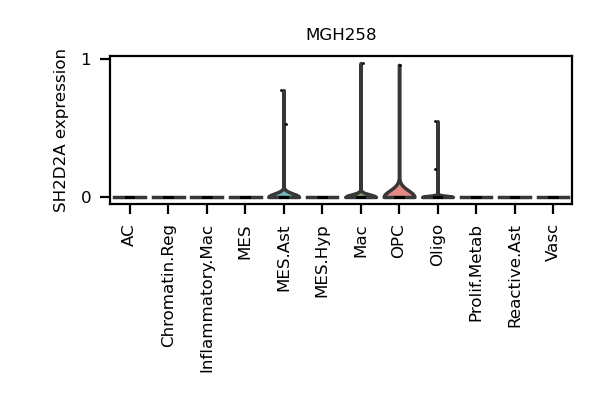 MGH258
SH2D2A expression
1
0
AC
Chromatin.Reg
Inflammatory.Mac
MES
MES.Ast
MES.Hyp
Mac
OPC
Oligo
Prolif.Metab
Reactive.Ast
Vasc